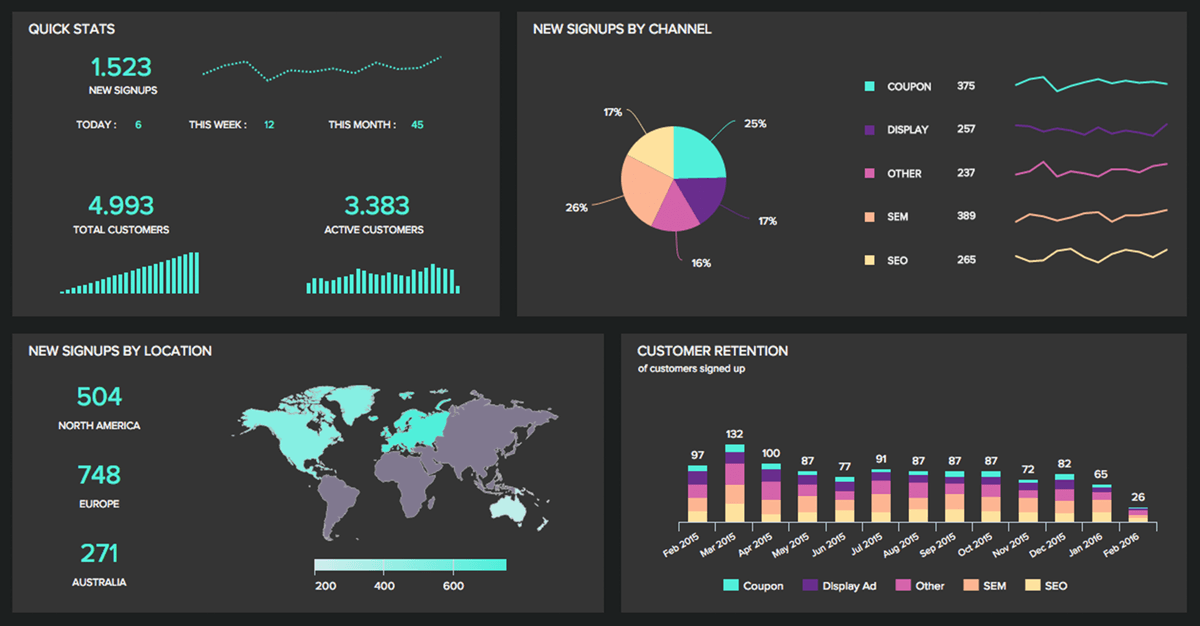 QUICK STATS
1.523
NEW SIGNUPS
TODAY : 6 THIS WEEK : 12 THIS MONTH : 45
4.993
TOTAL CUSTOMERS
3.383
ACTIVE CUSTOMERS
NEW SIGNUPS BY CHANNEL
17%
25%
26%
17%
16%
COUPON 375
DISPLAY 257
OTHER 237
SEM 389
SEO 265
NEW SIGNUPS BY LOCATION
504
NORTH AMERICA
748
EUROPE
271
AUSTRALIA
200 400 600
CUSTOMER RETENTION
of customers signed up
97 132 100 87 77 91 87 87 87 72 82 65 26
Feb 2015 Mar 2015 Apr 2015 May 2015 Jun 2015 Jul 2015 Aug 2015 Sep 2015 Oct 2015 Nov 2015 Dec 2015 Jan 2016 Feb 2016
Coupon Display Ad Other SEM SEO